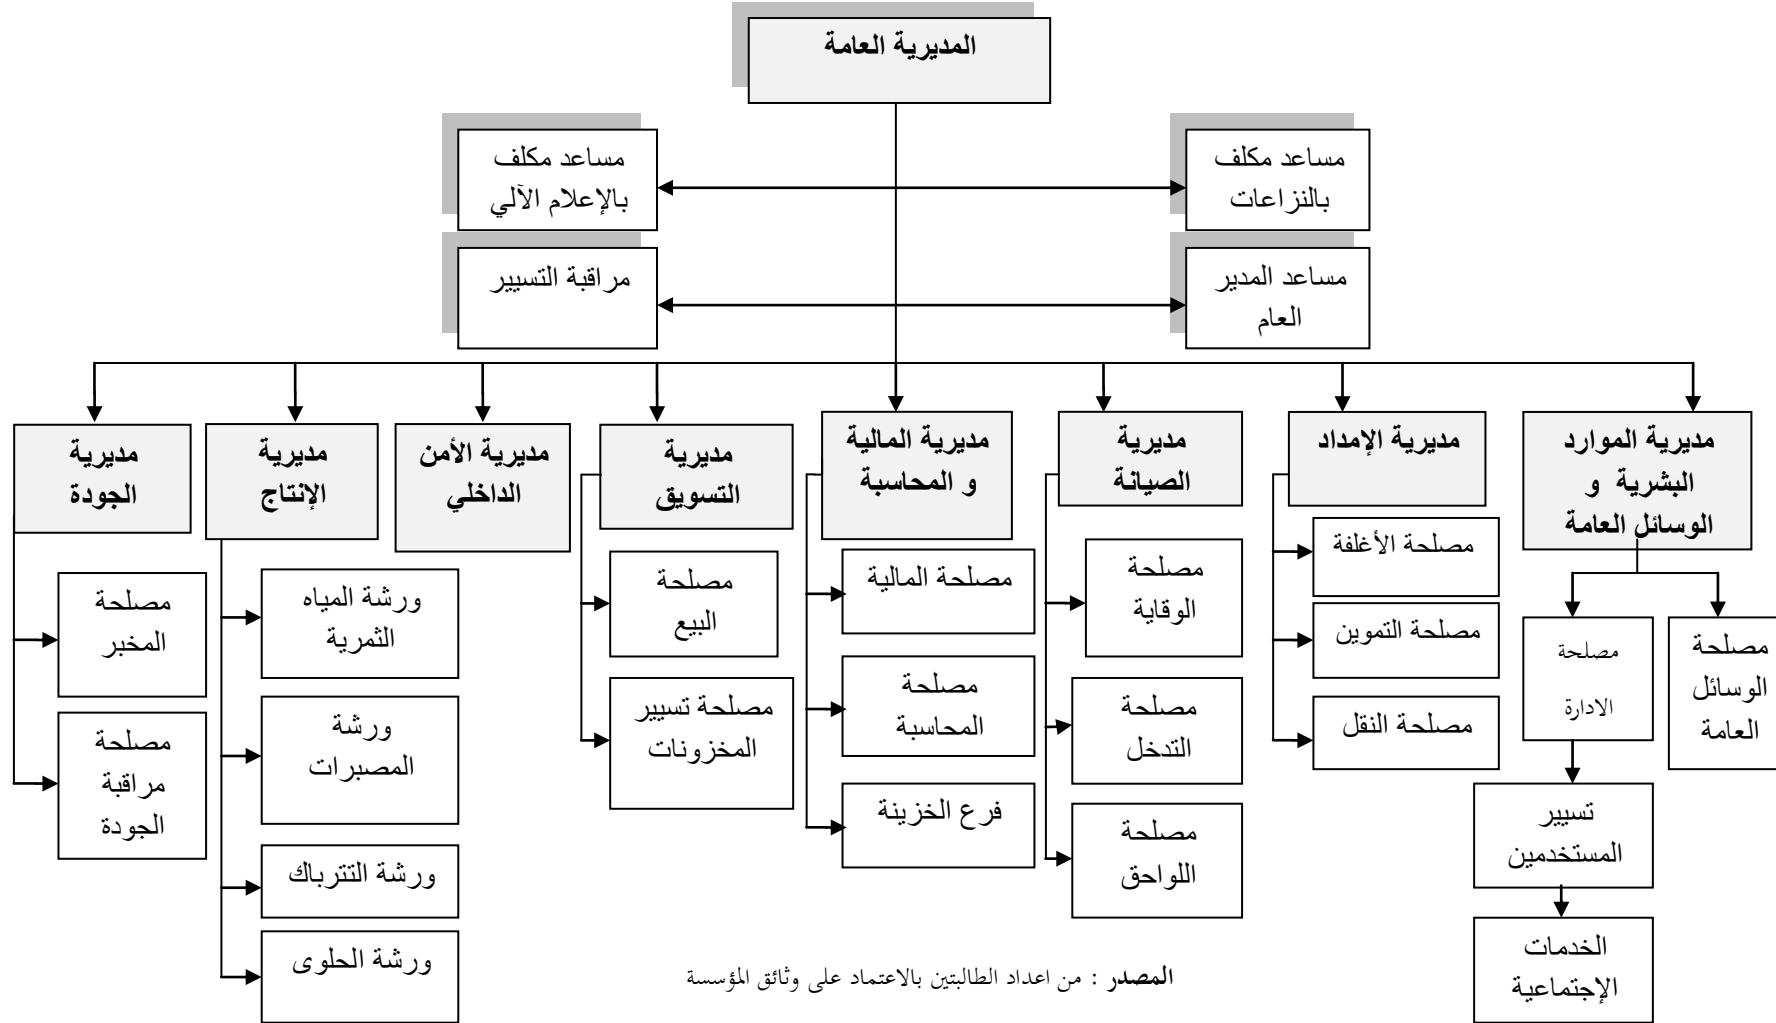 المديرية العامة
مساعد مكلف
بالنزاعات
مساعد مكلف
بالإعلام الآلي
مساعد المدير
العام
مراقبة التسيير
مديرية الموارد
البشرية و
الوسائل العامة
مديرية الإمداد
مديرية
الصيانة
مديرية المالية
و المحاسبة
مديرية
التسويق
مديرية الأمن
الداخلي
مديرية
الإنتاج
مديرية
الجودة
مصلحة
الوسائل
العامة
مصلحة
الادارة
تسيير
المستخدمين
الخدمات
الإجتماعية
مصلحة الأغلفة
مصلحة التموين
مصلحة النقل
مصلحة
الوقاية
مصلحة
التدخل
مصلحة
اللواحق
مصلحة المالية
مصلحة
المحاسبة
فرع الخزينة
مصلحة
البيع
مصلحة تسيير
المخزونات
ورشة المياه
الثمرية
ورشة
المصبرات
ورشة التترباك
ورشة الحلوى
مصلحة
المخبر
مصلحة
مراقبة
الجودة
المصدر : من اعداد الطالبتين بالاعتماد على وثائق المؤسسة